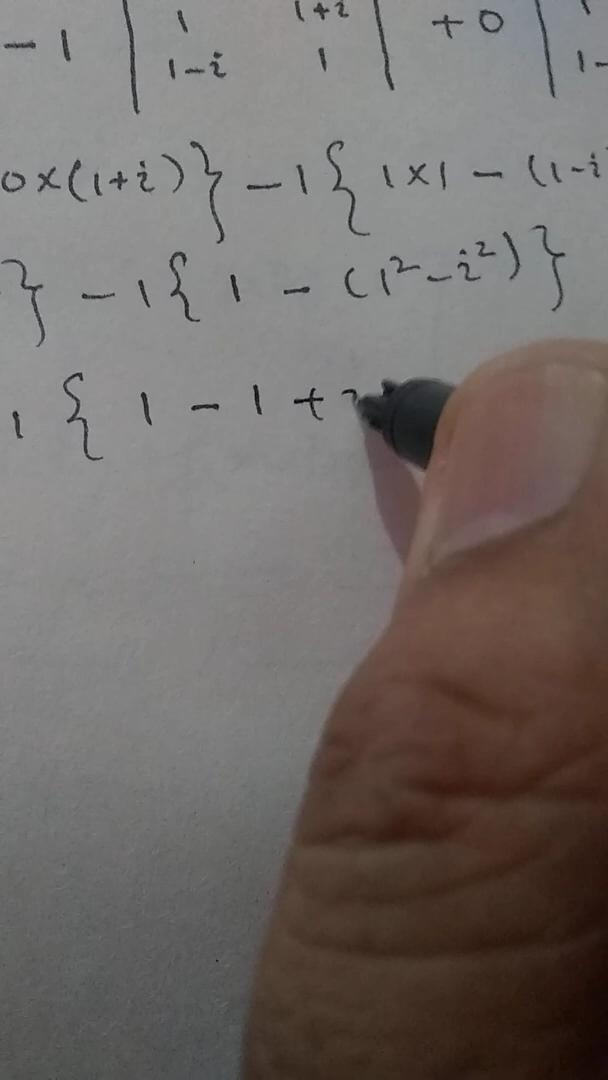 - 1 | 1 1+i | + 0 |
1-i 1 1-
0×(1+i)} - 1 { 1×1 - (1-i
} - 1 { 1 - (1² - i²) }
1 { 1 - 1 +